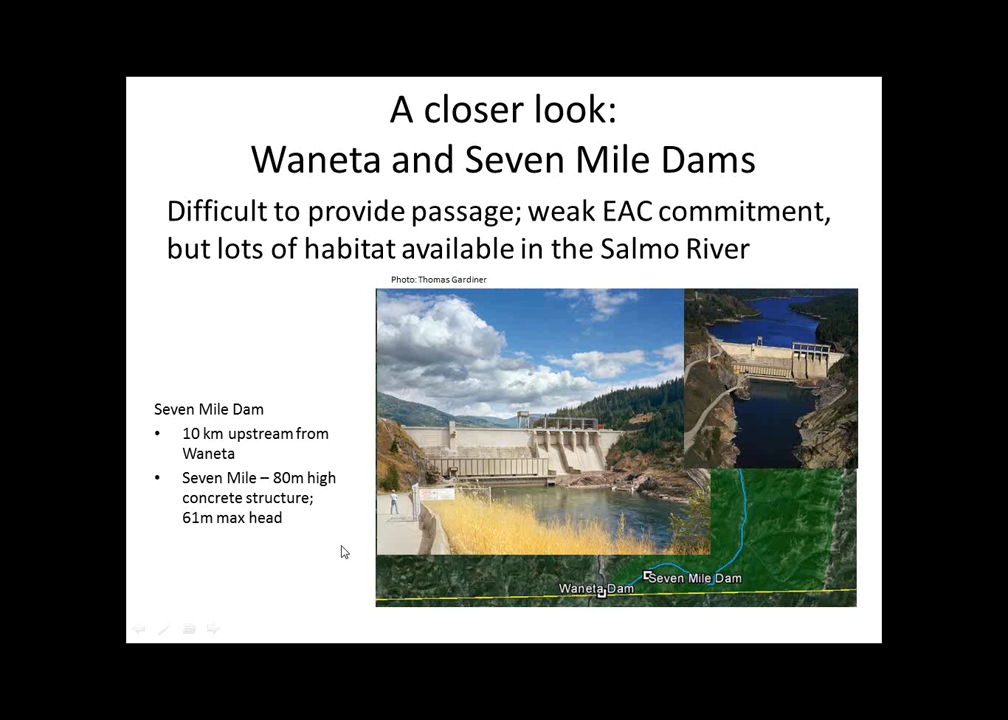 A closer look:
Waneta and Seven Mile Dams
Difficult to provide passage; weak EAC commitment,
but lots of habitat available in the Salmo River
Photo: Thomas Gardiner
Seven Mile Dam
• 10 km upstream from
Waneta
• Seven Mile – 80m high
concrete structure;
61m max head
Seven Mile Dam
Waneta Dam